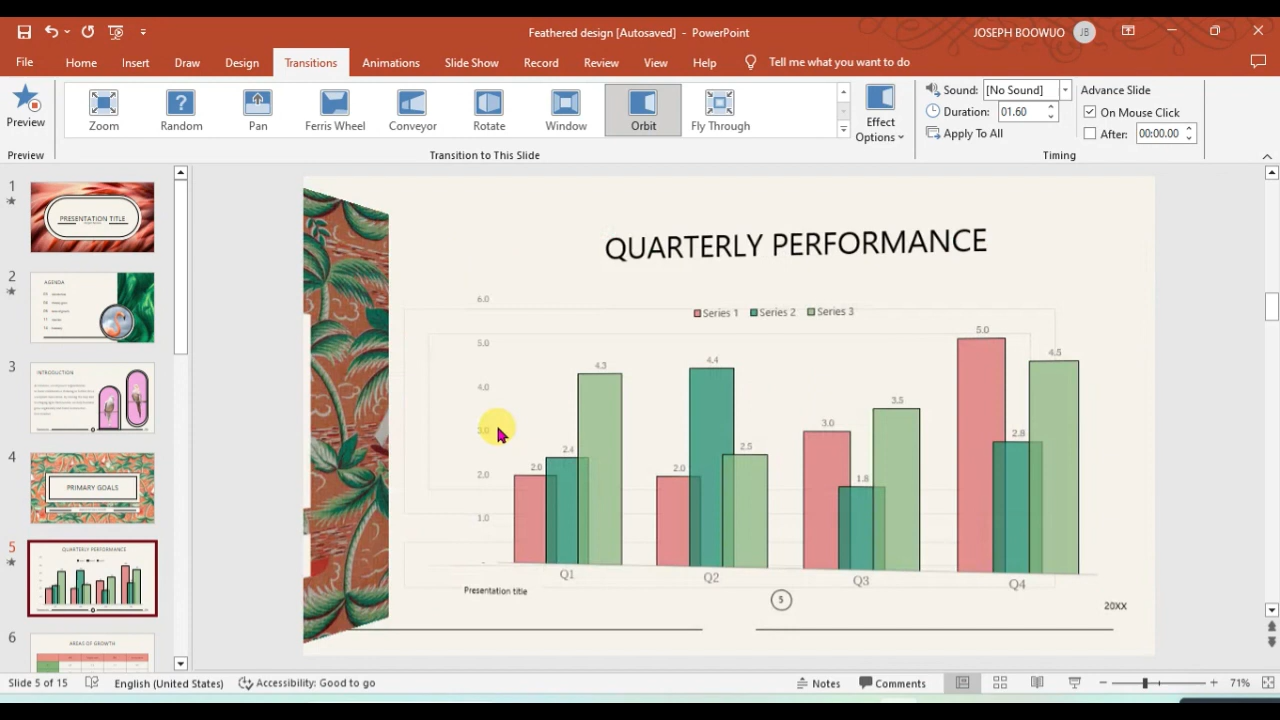 Feathered design [Autosaved] - PowerPoint
JOSEPH BOOWUO JB
File Home Insert Draw Design Transitions Animations Slide Show Record Review View Help Tell me what you want to do
Preview
Zoom Random Pan Ferris Wheel Conveyor Rotate Window Orbit Fly Through
Effect Options
Sound: [No Sound]
Duration: 01.60
Apply To All
Advance Slide
On Mouse Click
After: 00:00.00
Preview Transition to This Slide Timing
1
PRESENTATION TITLE
2
AGENDA
3
INTRODUCTION
4
PRIMARY GOALS
5
QUARTERLY PERFORMANCE
6
AREAS OF GROWTH
QUARTERLY PERFORMANCE
Series 1 Series 2 Series 3
6.0
5.0
4.0
3.0
2.0
1.0
-
2.0 2.4 4.3
2.0 4.4 2.5
3.0 1.8 3.5
5.0 2.8 4.5
Q1 Q2 Q3 Q4
Presentation title
5
20XX
Slide 5 of 15 English (United States) Accessibility: Good to go Notes Comments 71%